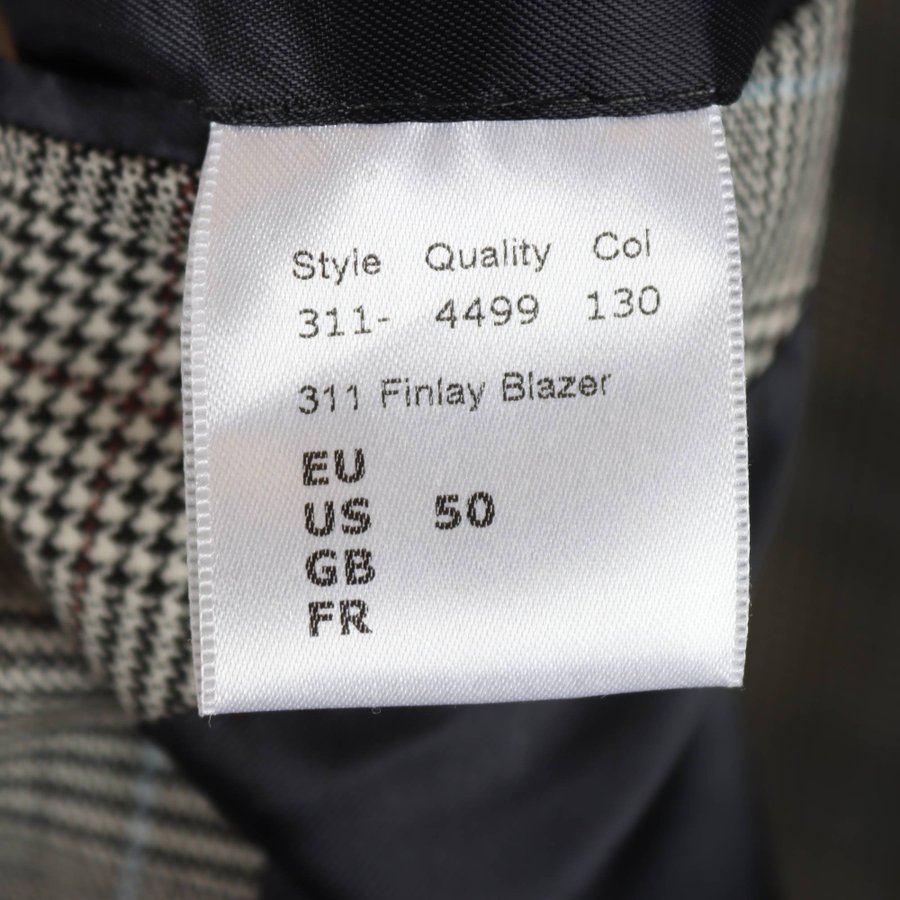 Style Quality Col
311- 4499 130
311 Finlay Blazer
EU
US 50
GB
FR